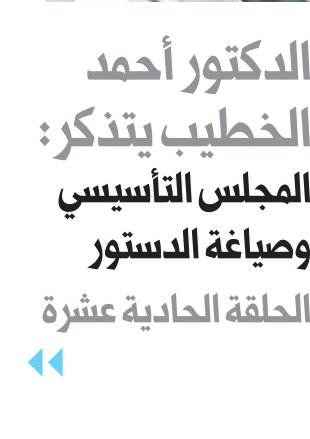 الدكتور أحمد
الخطيب يتذكر:
المجلس التأسيسي
وصياغة الدستور
الحلقة الحادية عشرة